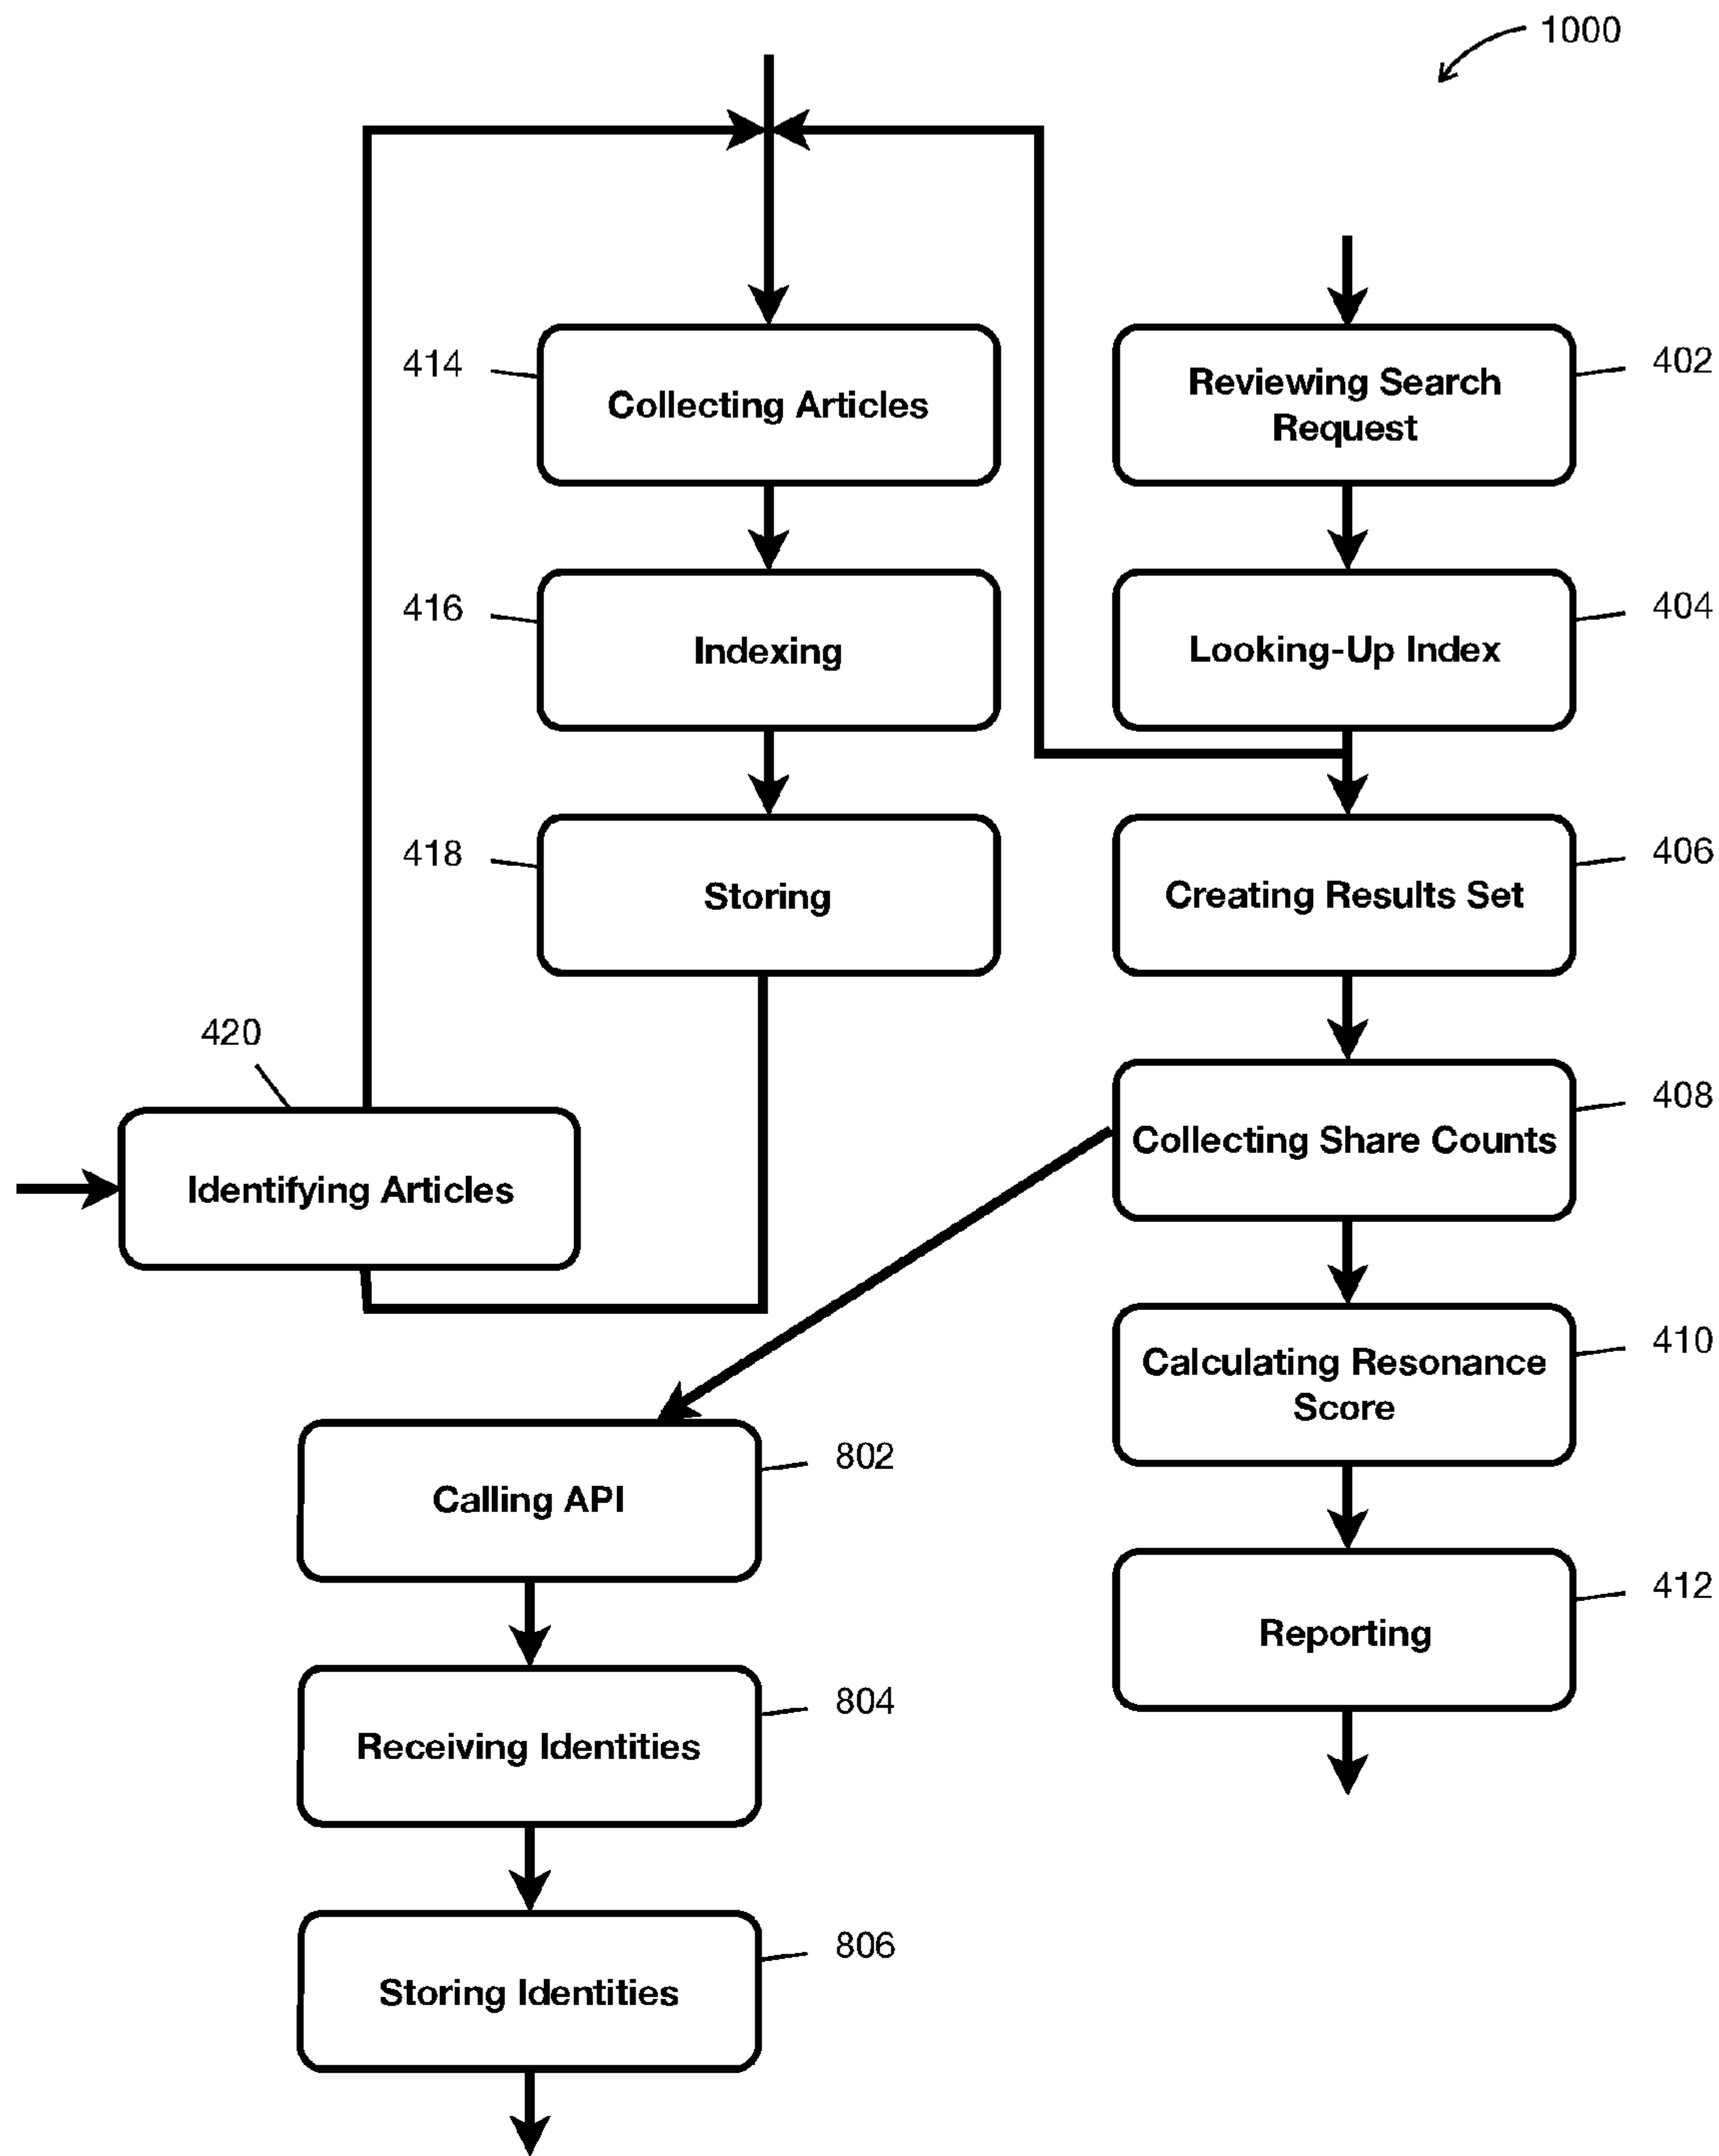 1000
414
Collecting Articles
402
Reviewing Search
Request
416
Indexing
404
Looking-Up Index
418
Storing
406
Creating Results Set
420
Identifying Articles
408
Collecting Share Counts
410
Calculating Resonance
Score
802
Calling API
412
Reporting
804
Receiving Identities
806
Storing Identities